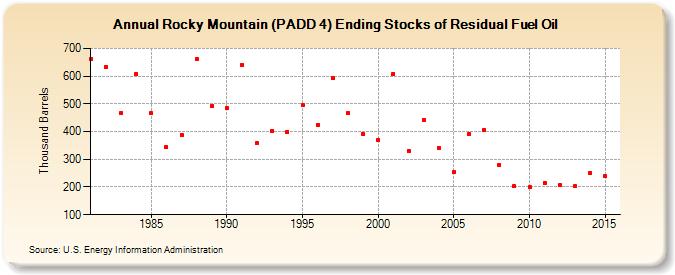 Annual Rocky Mountain (PADD 4) Ending Stocks of Residual Fuel Oil
Thousand Barrels
700
600
500
400
300
200
100
1985 1990 1995 2000 2005 2010 2015
Source: U.S. Energy Information Administration